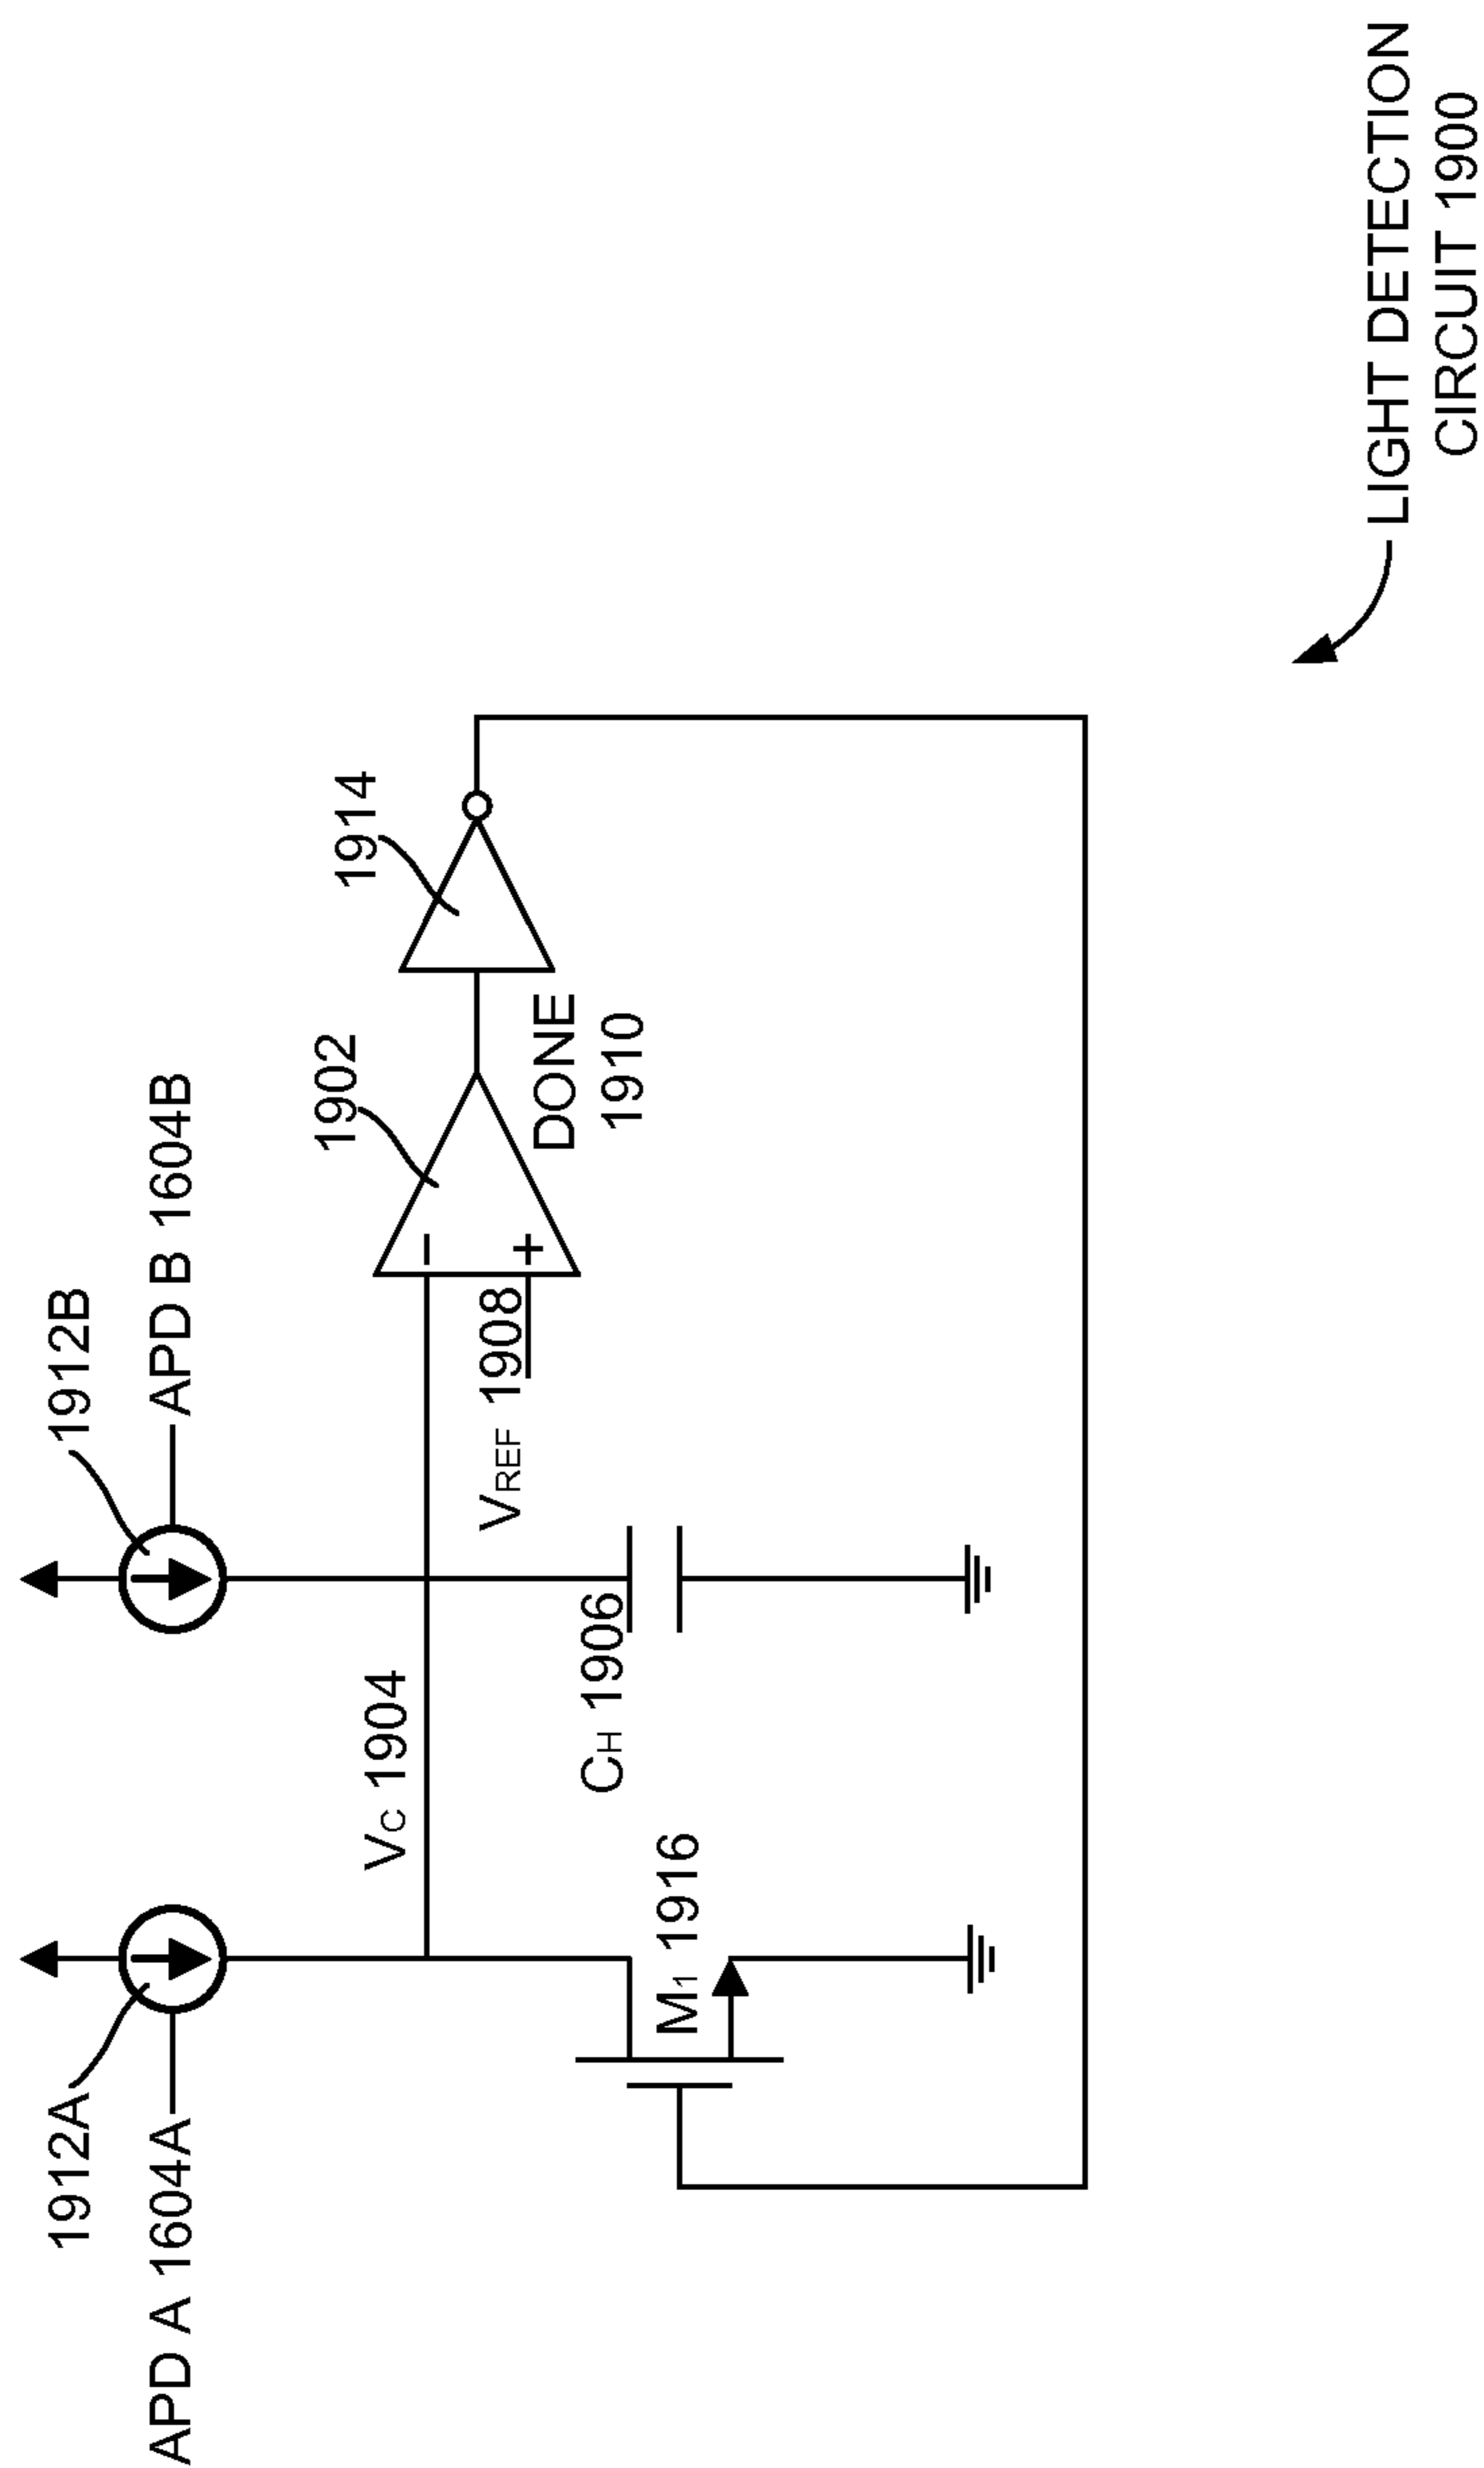 1912A
1912B
APD A 1604A
APD B 1604B
1902
1914
VC 1904
VREF 1908
−
+
DONE
1910
CH 1906
M1 1916
LIGHT DETECTION
CIRCUIT 1900